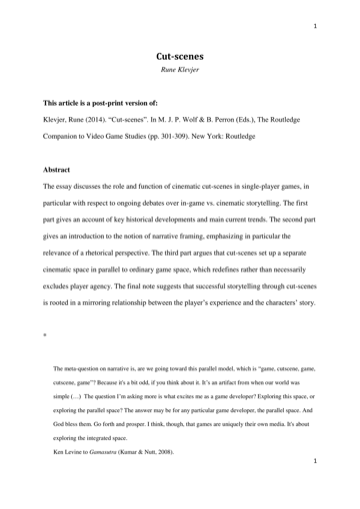 1
Cut-scenes
Rune Klevjer
This article is a post-print version of:
Klevjer, Rune (2014). “Cut-scenes”. In M. J. P. Wolf & B. Perron (Eds.), The Routledge
Companion to Video Game Studies (pp. 301-309). New York: Routledge
Abstract
The essay discusses the role and function of cinematic cut-scenes in single-player games, in
particular with respect to ongoing debates over in-game vs. cinematic storytelling. The first
part gives an account of key historical developments and main current trends. The second part
gives an introduction to the notion of narrative framing, emphasizing in particular the
relevance of a rhetorical perspective. The third part argues that cut-scenes set up a separate
cinematic space in parallel to ordinary game space, which redefines rather than necessarily
excludes player agency. The final note suggests that successful storytelling through cut-scenes
is rooted in a mirroring relationship between the player’s experience and the characters’ story.
*
The meta-question on narrative is, are we going toward this parallel model, which is “game, cutscene, game,
cutscene, game”? Because it's a bit odd, if you think about it. It’s an artifact from when our world was
simple (…) The question I’m asking more is what excites me as a game developer? Exploring this space, or
exploring the parallel space? The answer may be for any particular game developer, the parallel space. And
God bless them. Go forth and prosper. I think, though, that games are uniquely their own media. It's about
exploring the integrated space.
Ken Levine to Gamasutra (Kumar & Nutt, 2008).
1